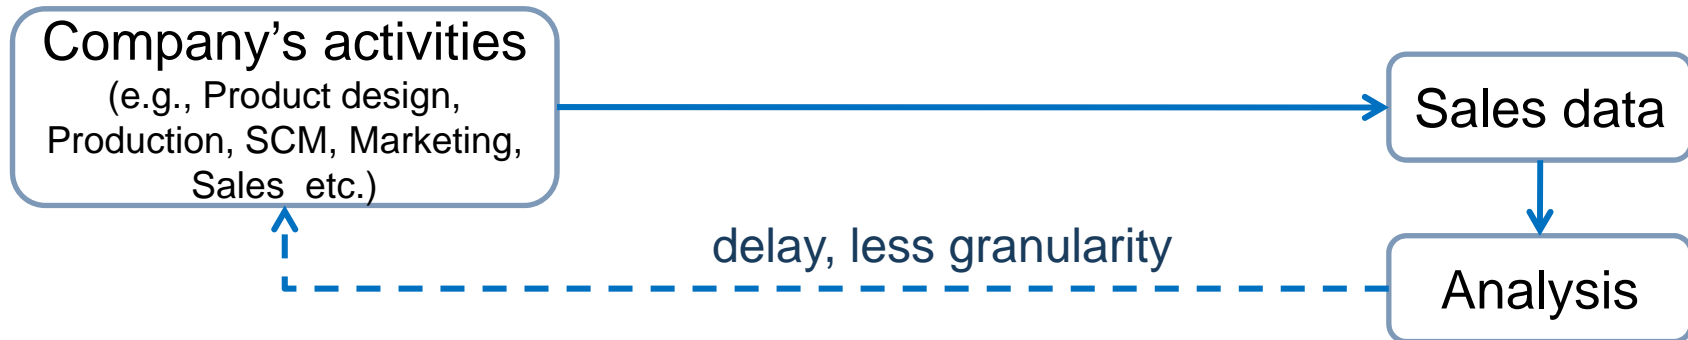 Company’s activities
(e.g., Product design,
Production, SCM, Marketing,
Sales  etc.)
Sales data
delay, less granularity
Analysis